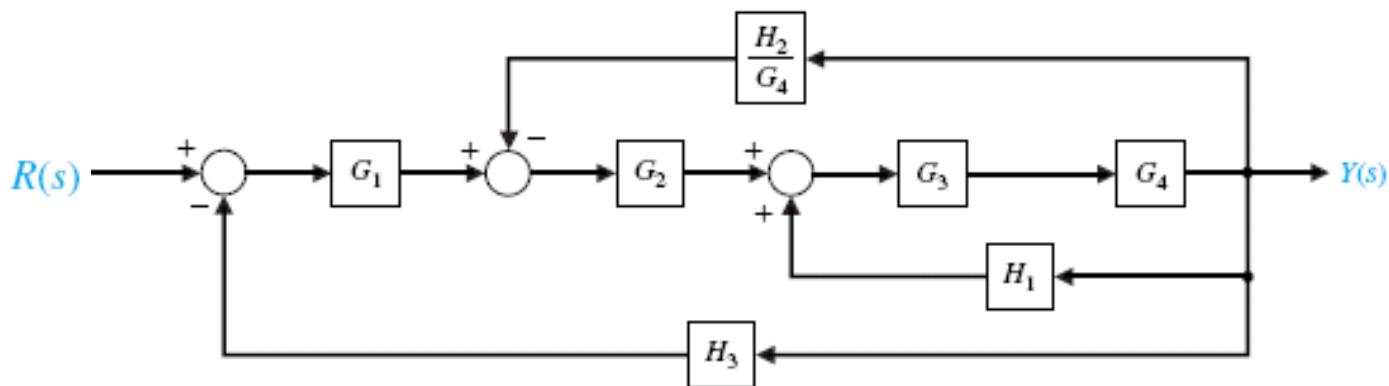 H₂
G₄
+ − + +
R(s) G₁ G₂ G₃ G₄ Y(s)
− +
H₁
H₃